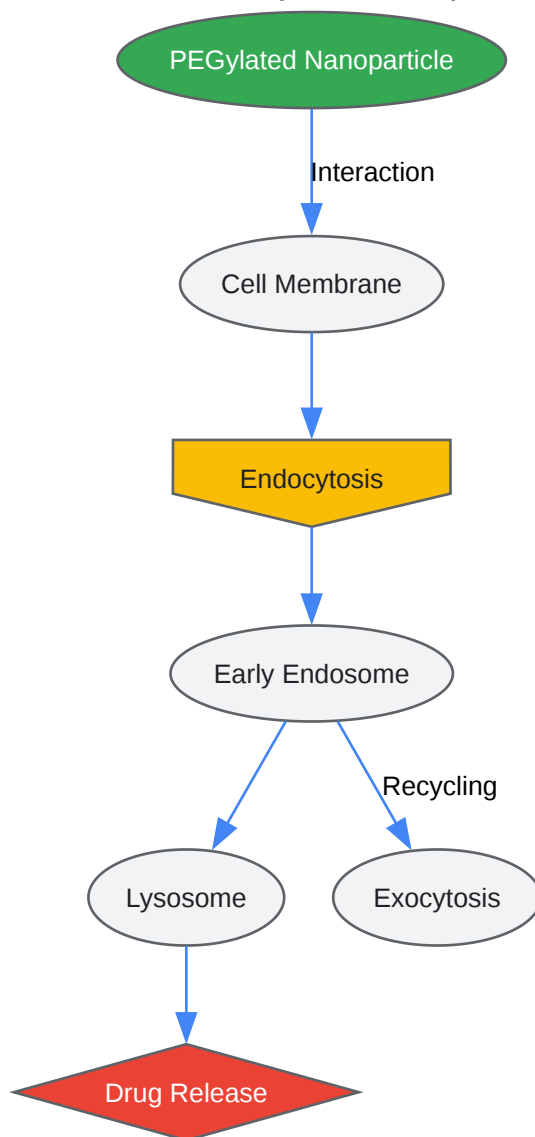 PEGylated Nanoparticle
Interaction
Cell Membrane
Endocytosis
Early Endosome
Recycling
Lysosome
Exocytosis
Drug Release